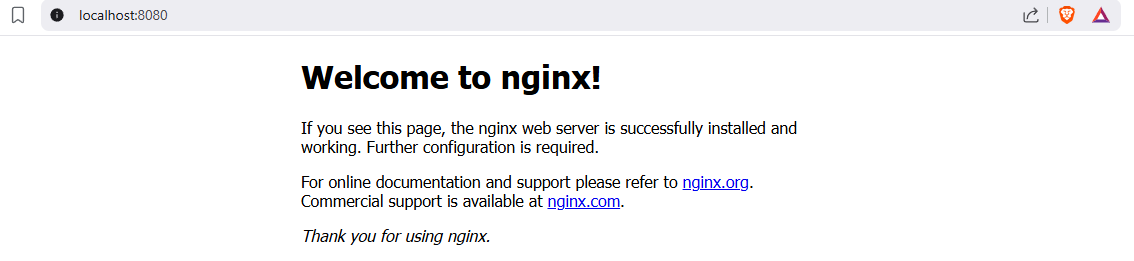 localhost:8080
Welcome to nginx!
If you see this page, the nginx web server is successfully installed and
working. Further configuration is required.
For online documentation and support please refer to nginx.org.
Commercial support is available at nginx.com.
Thank you for using nginx.